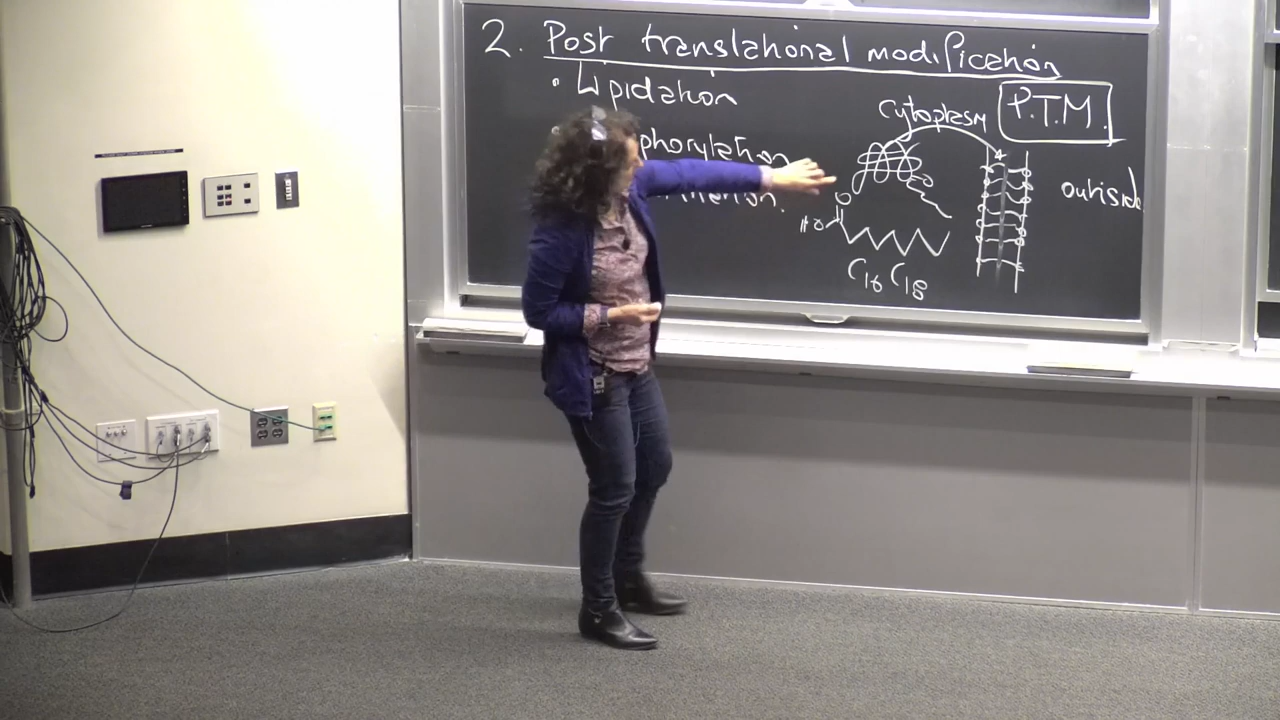 2. Post translational modification
• Lipidation
phorylation
P.T.M.
cytoplasm
outside
HO
O
C16 C18